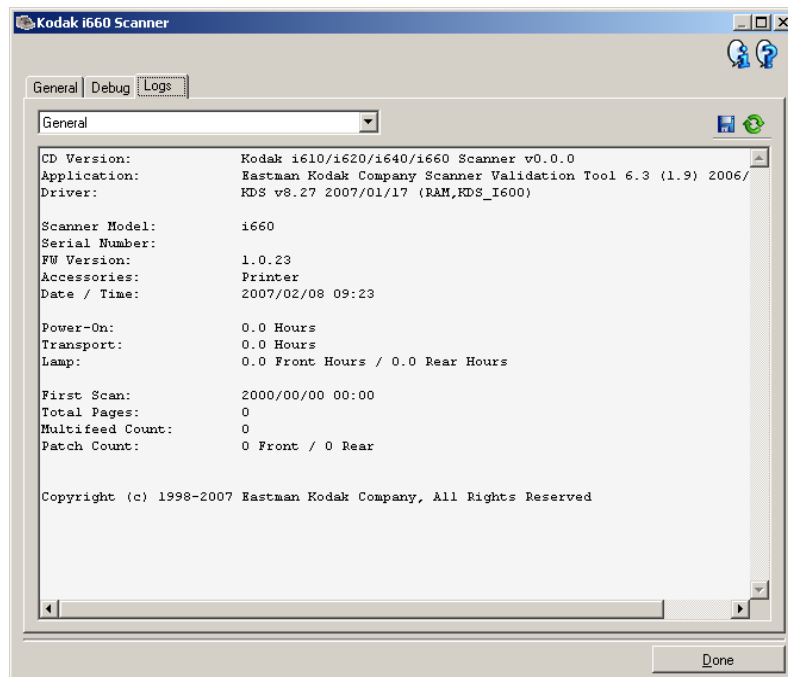 Kodak i660 Scanner
General Debug Logs
General
CD Version: Kodak i610/i620/i640/i660 Scanner v0.0.0
Application: Eastman Kodak Company Scanner Validation Tool 6.3 (1.9) 2006/
Driver: KDS v8.27 2007/01/17 (RAM,KDS_I600)
Scanner Model: i660
Serial Number:
FW Version: 1.0.23
Accessories: Printer
Date / Time: 2007/02/08 09:23
Power-On: 0.0 Hours
Transport: 0.0 Hours
Lamp: 0.0 Front Hours / 0.0 Rear Hours
First Scan: 2000/00/00 00:00
Total Pages: 0
Multifeed Count: 0
Patch Count: 0 Front / 0 Rear
Copyright (c) 1998-2007 Eastman Kodak Company, All Rights Reserved
Done